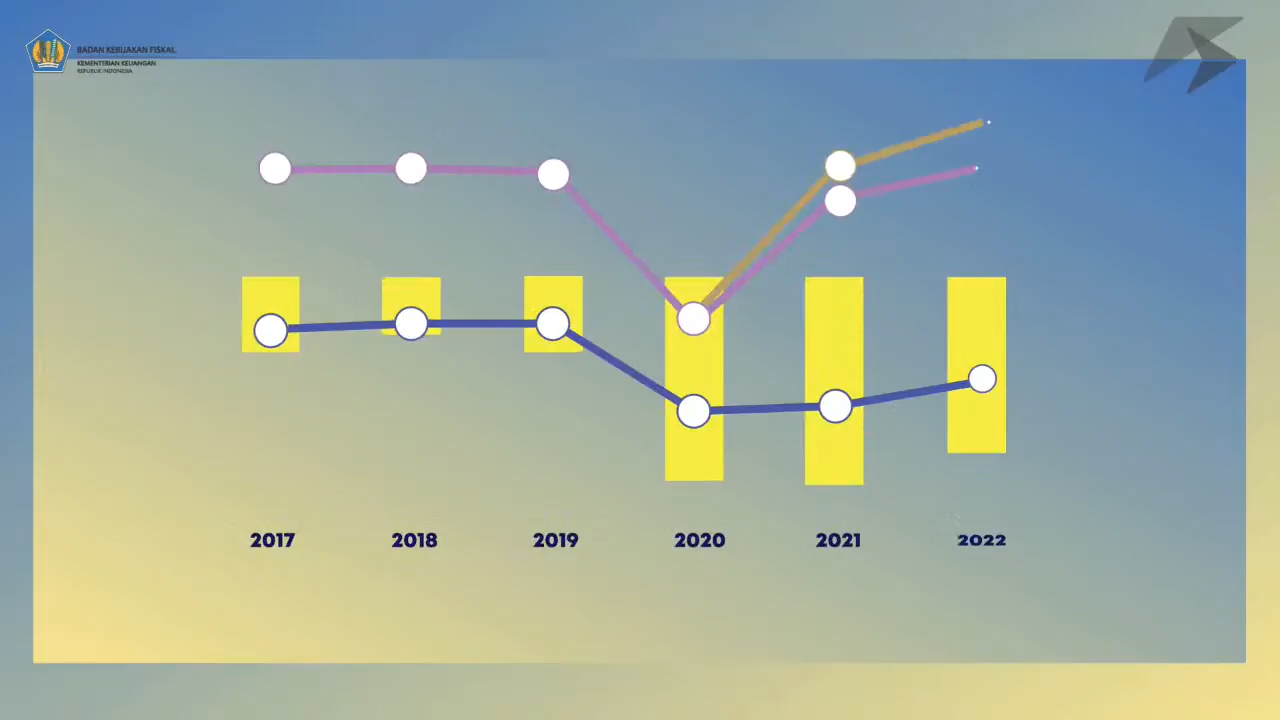 BADAN KEBIJAKAN FISKAL
KEMENTERIAN KEUANGAN
REPUBLIK INDONESIA
2017 2018 2019 2020 2021 2022